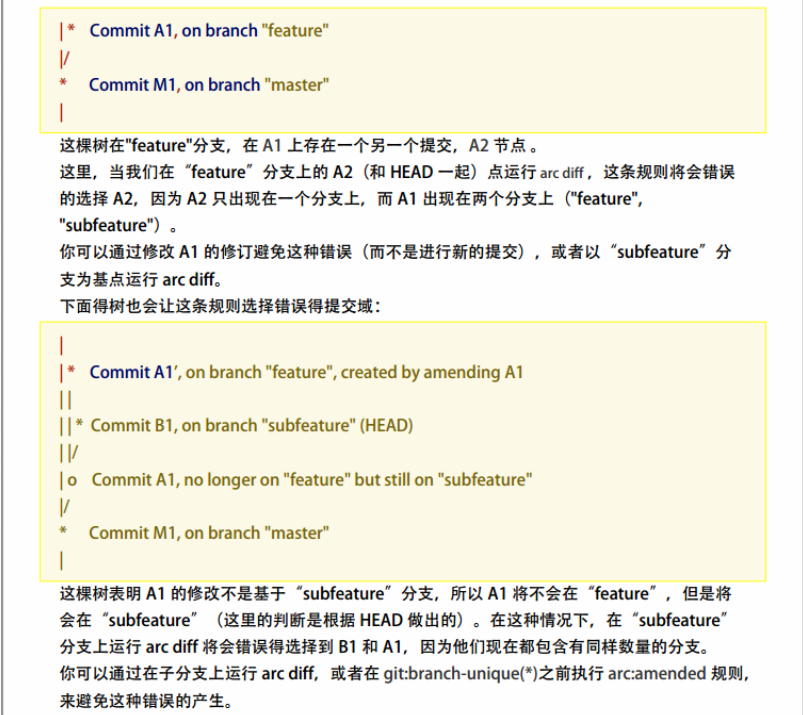 |* Commit A1, on branch "feature"
|/
* Commit M1, on branch "master"
|
这棵树在"feature"分支，在 A1 上存在一个另一个提交，A2 节点 。
这里，当我们在“feature”分支上的 A2（和 HEAD 一起）点运行 arc diff ，这条规则将会错误
的选择 A2，因为 A2 只出现在一个分支上，而 A1 出现在两个分支上（"feature",
"subfeature"）。
你可以通过修改 A1 的修订避免这种错误（而不是进行新的提交），或者以“subfeature”分
支为基点运行 arc diff。
下面得树也会让这条规则选择错误得提交域：
|
|* Commit A1’, on branch "feature", created by amending A1
||
||* Commit B1, on branch "subfeature" (HEAD)
||/
|o Commit A1, no longer on "feature" but still on "subfeature"
|/
* Commit M1, on branch "master"
|
这棵树表明 A1 的修改不是基于“subfeature”分支，所以 A1 将不会在“feature”，但是将
会在“subfeature”（这里的判断是根据 HEAD 做出的）。在这种情况下，在“subfeature”
分支上运行 arc diff 将会错误得选择到 B1 和 A1，因为他们现在都包含有同样数量的分支。
你可以通过在子分支上运行 arc diff，或者在 git:branch-unique(*)之前执行 arc:amended 规则，
来避免这种错误的产生。